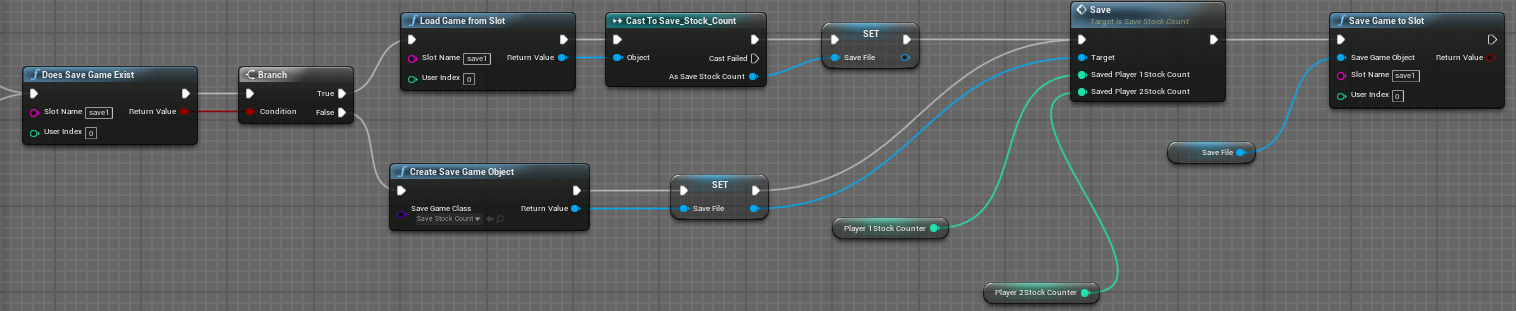 Does Save Game Exist
Slot Name save1 Return Value
User Index 0
Branch
True
Condition False
Load Game from Slot
Slot Name save1 Return Value
User Index 0
Cast To Save_Stock_Count
Object Cast Failed
As Save Stock Count
SET
Save File
Create Save Game Object
Save Game Class Return Value
Save Stock Count
SET
Save File
Save
Target is Save Stock Count
Target
Saved Player 1 Stock Count
Saved Player 2 Stock Count
Player 1 Stock Counter
Player 2 Stock Counter
Save File
Save Game to Slot
Save Game Object Return Value
Slot Name save1
User Index 0